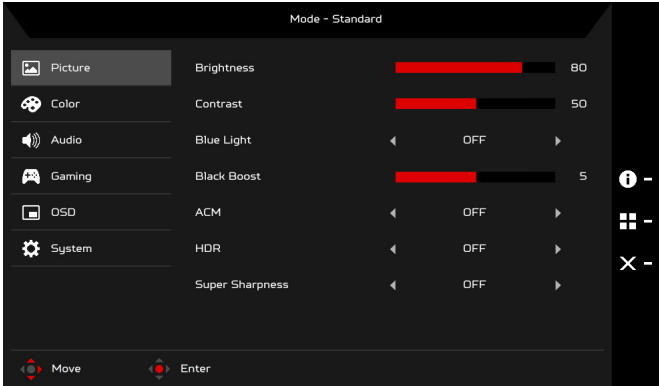 Mode - Standard
Picture
Brightness 80
Color
Contrast 50
Audio
Blue Light OFF
Gaming
Black Boost 5
OSD
ACM OFF
System
HDR OFF
Super Sharpness OFF
Move Enter